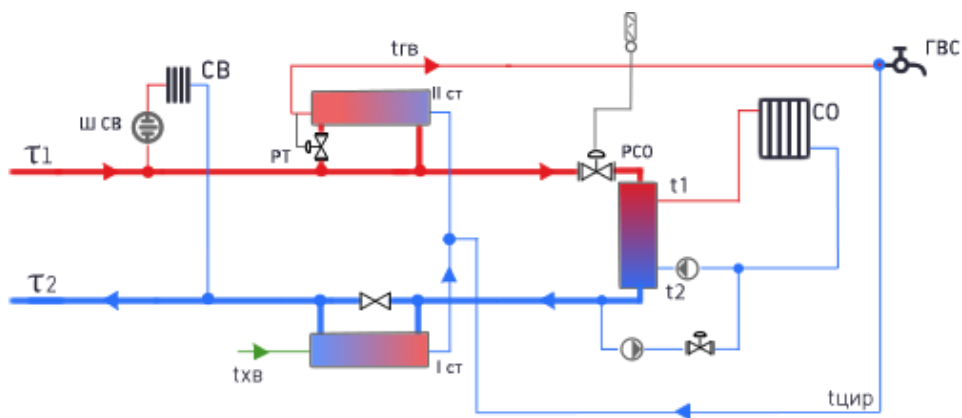 tгв
ГВС
СВ
II ст
СО
Ш СВ
РТ
РСО
τ1
t1
τ2
t2
tхв
I ст
tцир